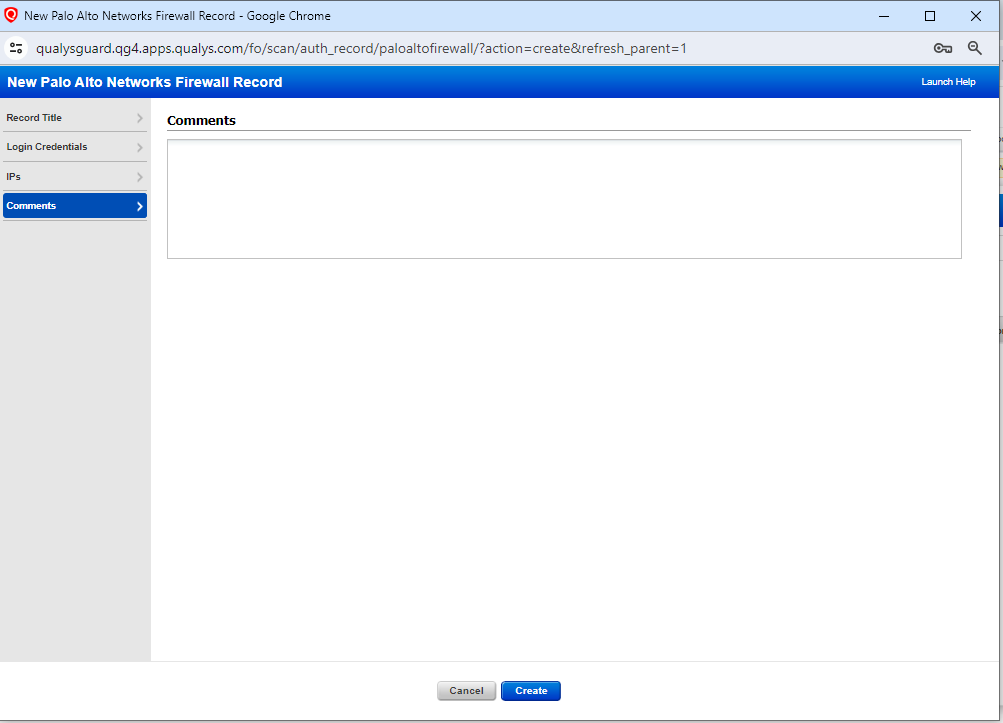 New Palo Alto Networks Firewall Record - Google Chrome
qualysguard.qg4.apps.qualys.com/fo/scan/auth_record/paloaltofirewall/?action=create&refresh_parent=1
New Palo Alto Networks Firewall Record
Launch Help
Record Title
Login Credentials
IPs
Comments
Comments
Cancel
Create